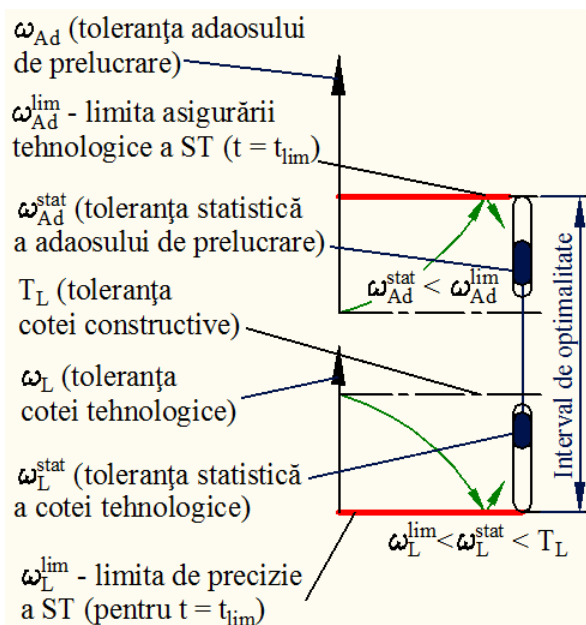 ω_Ad (toleranţa adaosului
de prelucrare)
ω_Ad^lim - limita asigurării
tehnologice a ST (t = t_lim)
ω_Ad^stat (toleranţa statistică
a adaosului de prelucrare)
ω_Ad^stat < ω_Ad^lim
T_L (toleranţa
cotei constructive)
ω_L (toleranţa
cotei tehnologice)
ω_L^stat (toleranţa statistică
a cotei tehnologice)
ω_L^lim<ω_L^stat < T_L
ω_L^lim - limita de precizie
a ST (pentru t = t_lim)
Interval de optimalitate